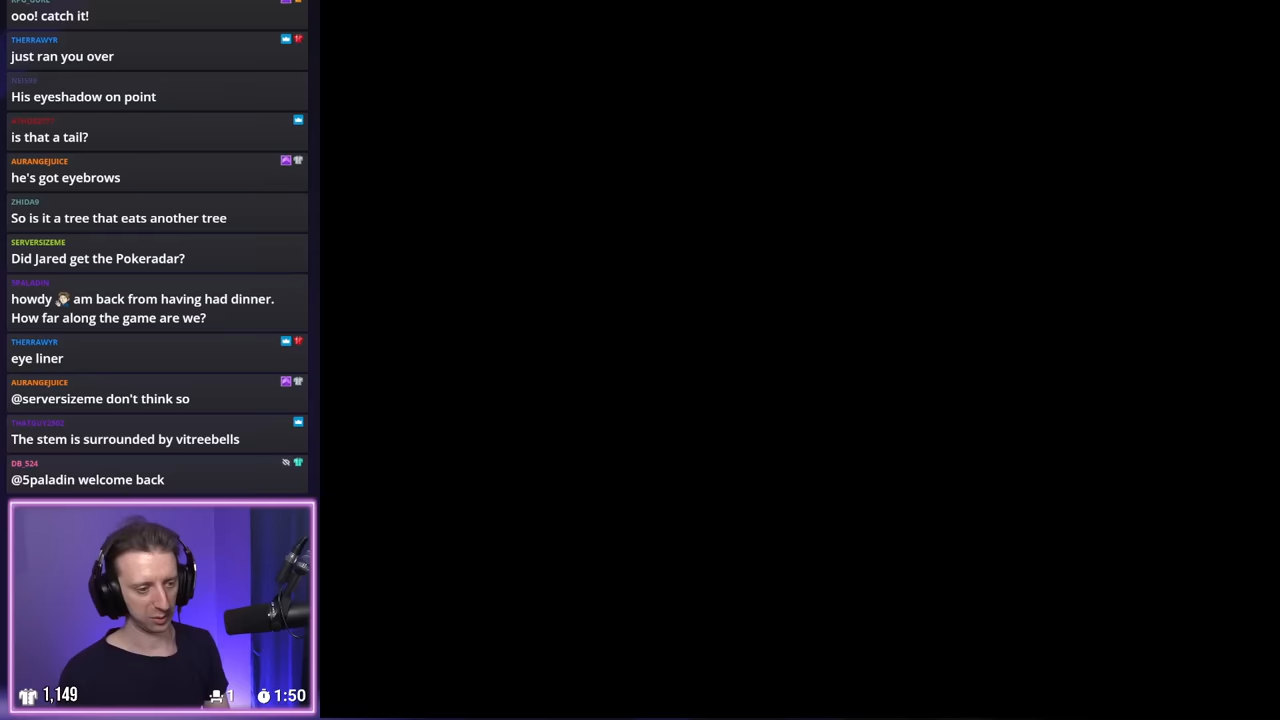 ooo! catch it!
THERRAWYR
just ran you over
His eyeshadow on point
is that a tail?
AURANGEJUICE
he's got eyebrows
ZHIDA9
So is it a tree that eats another tree
SERVERSIZEME
Did Jared get the Pokeradar?
5PALADIN
howdy am back from having had dinner.
How far along the game are we?
THERRAWYR
eye liner
AURANGEJUICE
@serversizeme don't think so
The stem is surrounded by vitreebells
DB_524
@5paladin welcome back
1,149
1
1:50